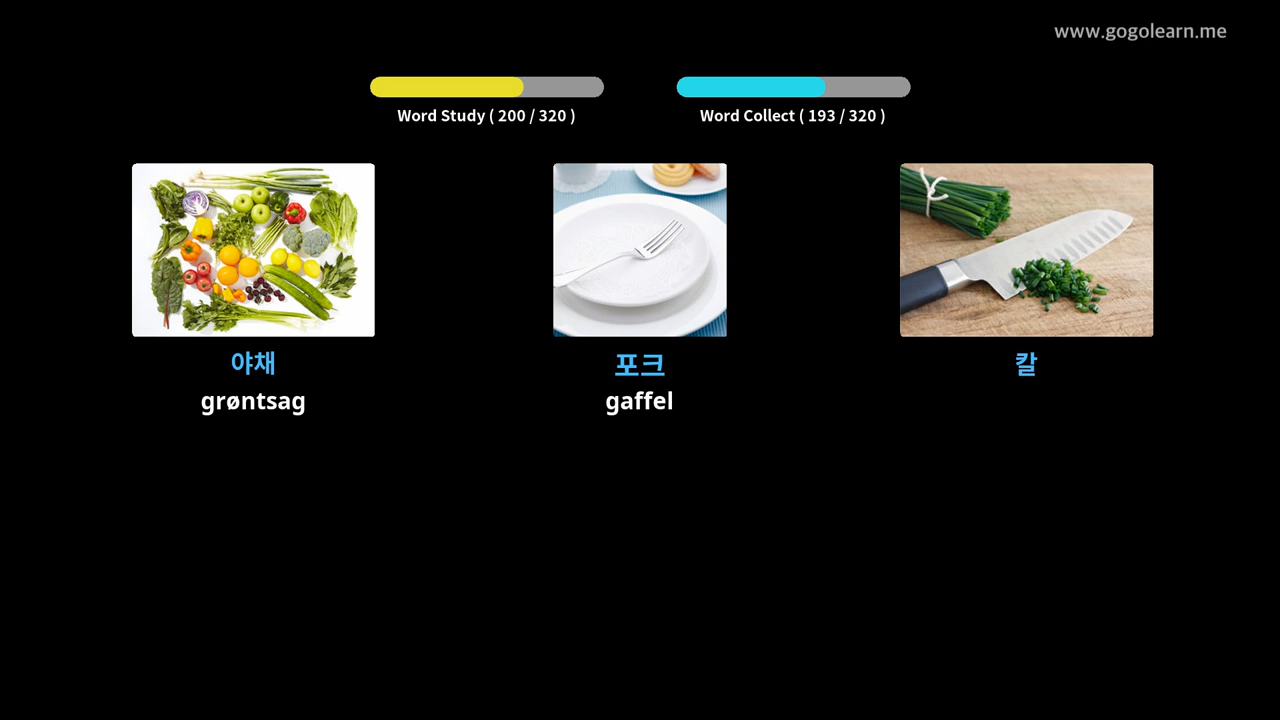 www.gogolearn.me
Word Study ( 200 / 320 )
Word Collect ( 193 / 320 )
야채
포크
칼
grøntsag
gaffel